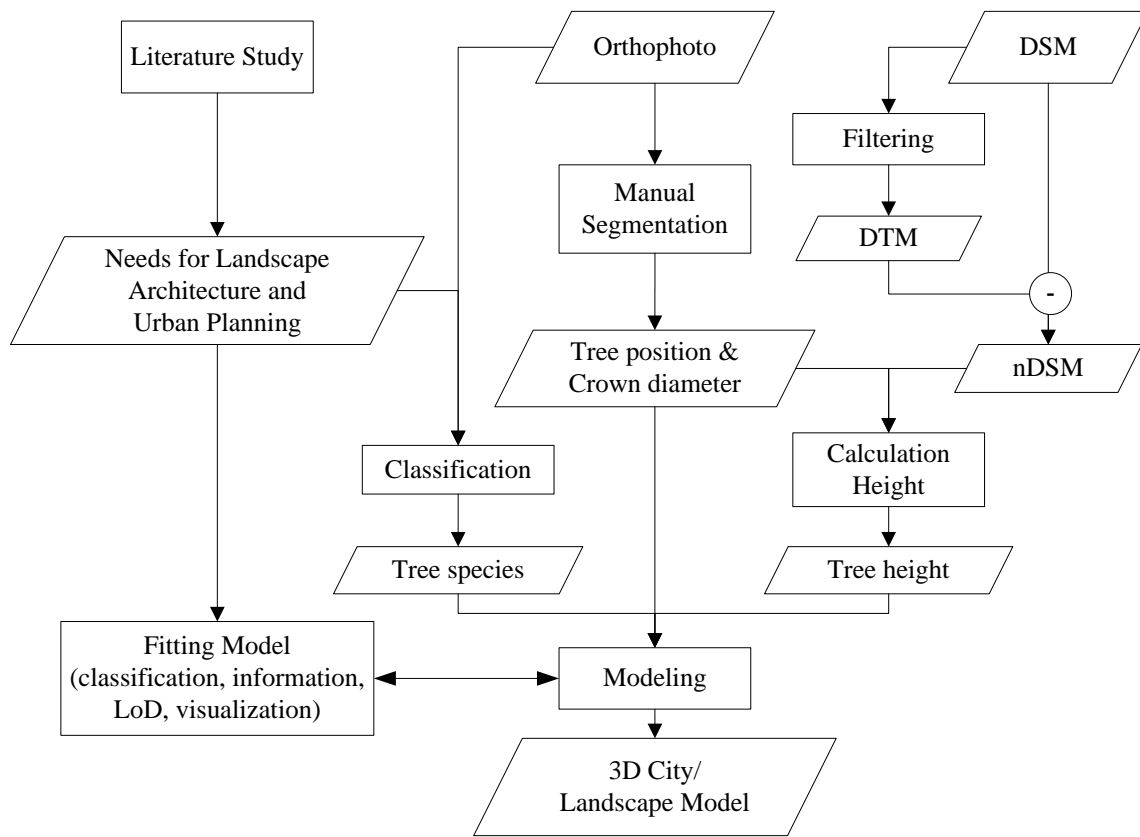 Literature Study
Orthophoto
DSM
Filtering
Manual
Segmentation
DTM
Needs for Landscape
Architecture and
Urban Planning
-
Tree position &
Crown diameter
nDSM
Classification
Calculation
Height
Tree species
Tree height
Fitting Model
(classification, information,
LoD, visualization)
Modeling
3D City/
Landscape Model